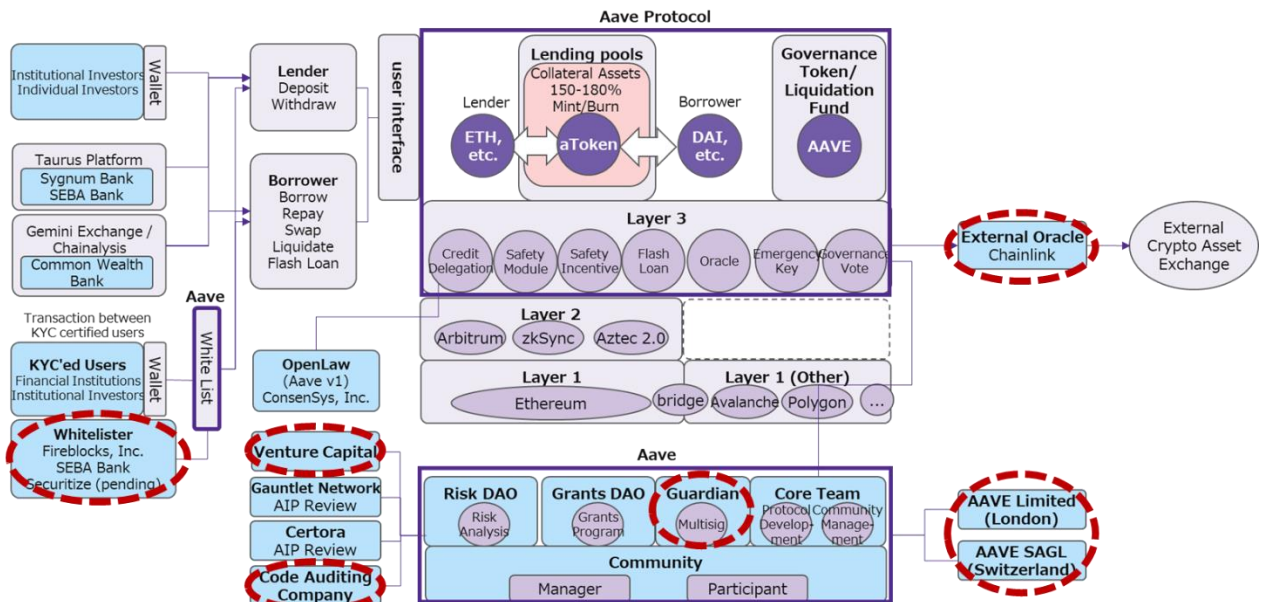 Aave Protocol
Institutional Investors
Individual Investors
Wallet
Lender
Deposit
Withdraw
user interface
Lending pools
Collateral Assets
150-180%
Mint/Burn
Lender
ETH,
etc.
aToken
Borrower
DAI,
etc.
Governance
Token/
Liquidation
Fund
AAVE
Taurus Platform
Sygnum Bank
SEBA Bank
Borrower
Borrow
Repay
Swap
Liquidate
Flash Loan
Gemini Exchange /
Chainalysis
Common Wealth
Bank
Layer 3
Credit
Delegation
Safety
Module
Safety
Incentive
Flash
Loan
Oracle
Emergency
Key
Governance
Vote
External Oracle
Chainlink
External
Crypto Asset
Exchange
Aave
White List
Transaction between
KYC certified users
KYC'ed Users
Financial Institutions
Institutional Investors
Wallet
Whitelister
Fireblocks, Inc.
SEBA Bank
Securitize (pending)
OpenLaw
(Aave v1)
ConsenSys, Inc.
Layer 2
Arbitrum
zkSync
Aztec 2.0
Layer 1
Ethereum
bridge
Layer 1 (Other)
Avalanche
Polygon
...
Venture Capital
Gauntlet Network
AIP Review
Certora
AIP Review
Code Auditing
Company
Aave
Risk DAO
Risk
Analysis
Grants DAO
Grants
Program
Guardian
Multisig
Core Team
Protocol
Develop-
ment
Community
Manage-
ment
Community
Manager
Participant
AAVE Limited
(London)
AAVE SAGL
(Switzerland)